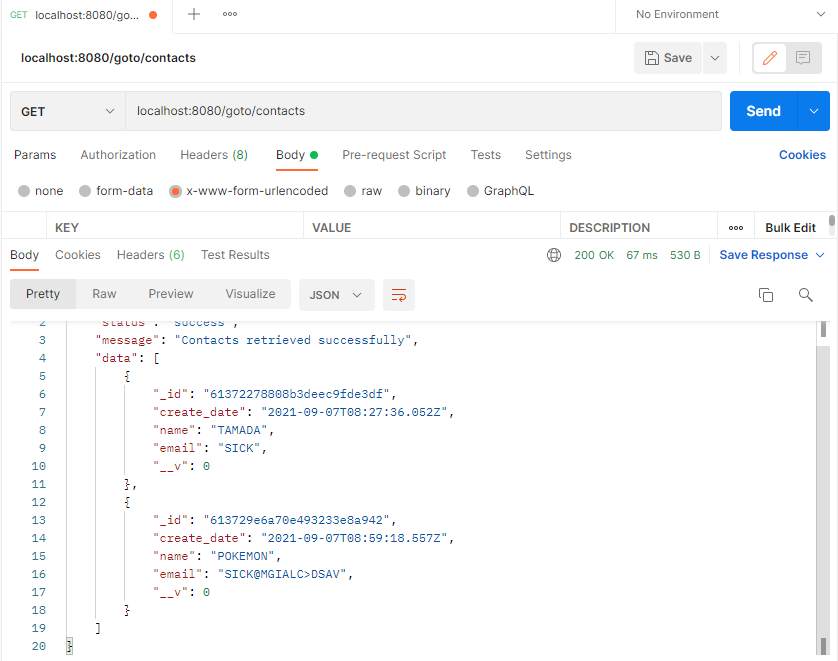 GET localhost:8080/go...
No Environment
localhost:8080/goto/contacts
Save
GET localhost:8080/goto/contacts Send
Params Authorization Headers (8) Body Pre-request Script Tests Settings Cookies
none form-data x-www-form-urlencoded raw binary GraphQL
KEY VALUE DESCRIPTION Bulk Edit
Body Cookies Headers (6) Test Results 200 OK 67 ms 530 B Save Response
Pretty Raw Preview Visualize JSON
2 "status": "success",
3 "message": "Contacts retrieved successfully",
4 "data": [
5 {
6 "_id": "61372278808b3deec9fde3df",
7 "create_date": "2021-09-07T08:27:36.052Z",
8 "name": "TAMADA",
9 "email": "SICK",
10 "__v": 0
11 },
12 {
13 "_id": "613729e6a70e493233e8a942",
14 "create_date": "2021-09-07T08:59:18.557Z",
15 "name": "POKEMON",
16 "email": "SICK@MGIALC>DSAV",
17 "__v": 0
18 }
19 ]
20 }